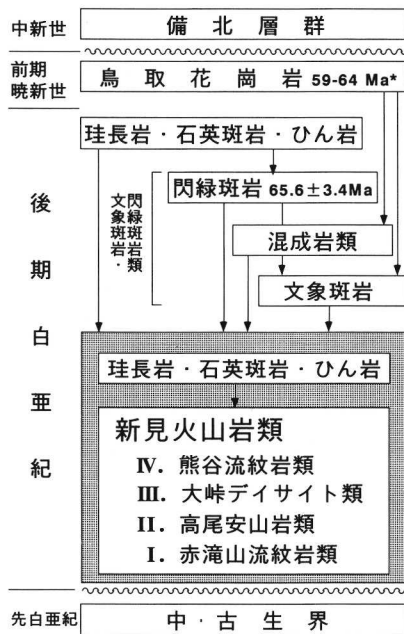 中新世
備北層群
前期
暁新世
鳥取花崗岩 59-64 Ma*
後期白亜紀
珪長岩・石英斑岩・ひん岩
文象斑岩・
閃緑斑岩類
閃緑斑岩 65.6±3.4Ma
混成岩類
文象斑岩
珪長岩・石英斑岩・ひん岩
新見火山岩類
IV. 熊谷流紋岩類
III. 大峠デイサイト類
II. 高尾安山岩類
I. 赤滝山流紋岩類
先白亜紀
中・古生界